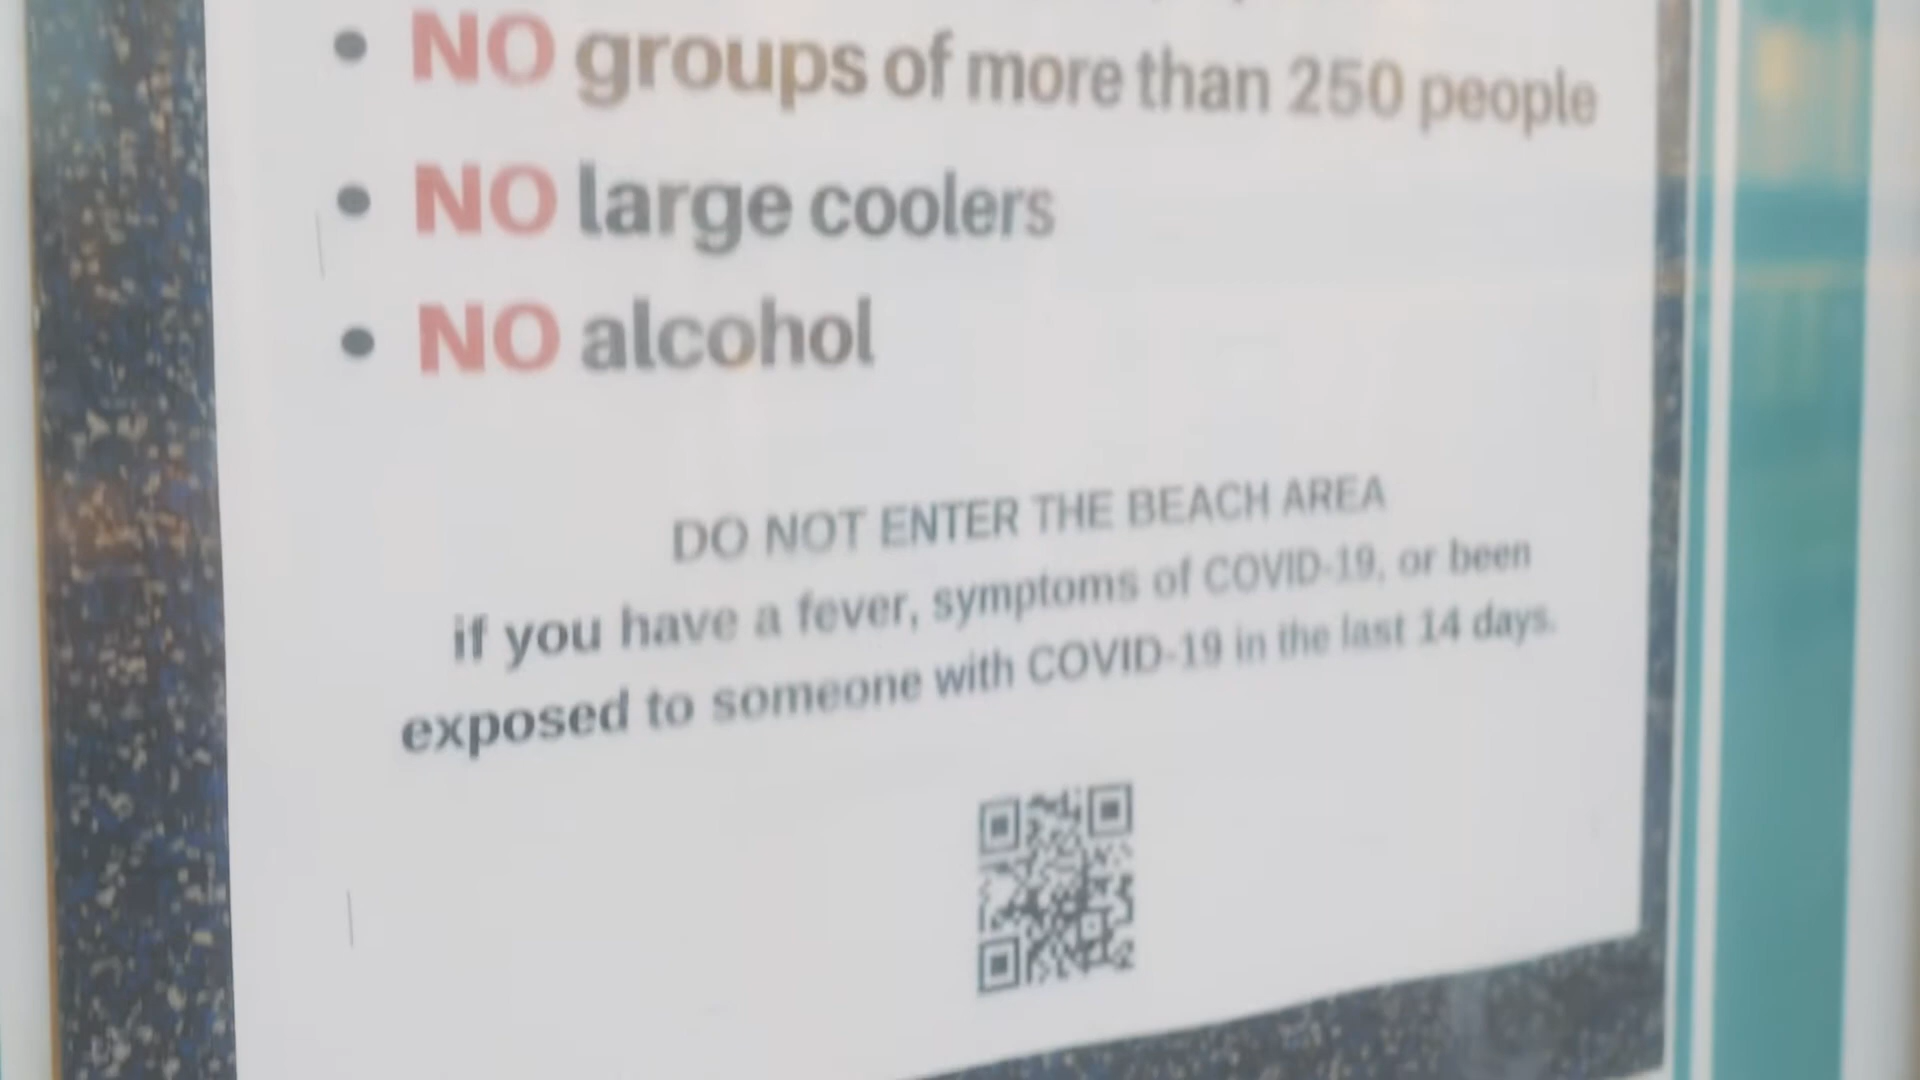 • NO groups of more than 250 people
• NO large coolers
• NO alcohol
DO NOT ENTER THE BEACH AREA
if you have a fever, symptoms of COVID-19, or been
exposed to someone with COVID-19 in the last 14 days.